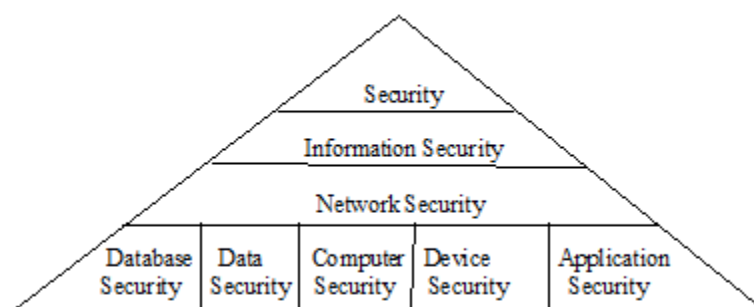 Security
Information Security
Network Security
Database Data Computer Device Application
Security Security Security Security Security